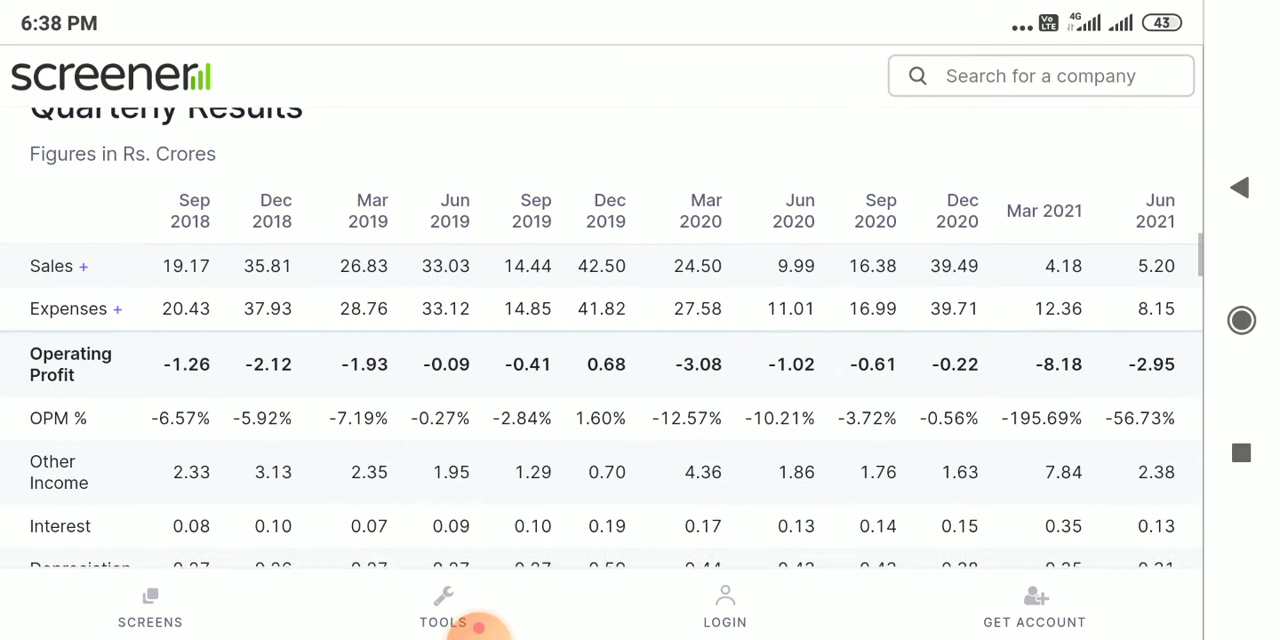 6:38 PM
Vo LTE 4G 43
screener
Search for a company
Quarterly Results
Figures in Rs. Crores
Sep 2018 Dec 2018 Mar 2019 Jun 2019 Sep 2019 Dec 2019 Mar 2020 Jun 2020 Sep 2020 Dec 2020 Mar 2021 Jun 2021
Sales + 19.17 35.81 26.83 33.03 14.44 42.50 24.50 9.99 16.38 39.49 4.18 5.20
Expenses + 20.43 37.93 28.76 33.12 14.85 41.82 27.58 11.01 16.99 39.71 12.36 8.15
Operating Profit -1.26 -2.12 -1.93 -0.09 -0.41 0.68 -3.08 -1.02 -0.61 -0.22 -8.18 -2.95
OPM % -6.57% -5.92% -7.19% -0.27% -2.84% 1.60% -12.57% -10.21% -3.72% -0.56% -195.69% -56.73%
Other Income 2.33 3.13 2.35 1.95 1.29 0.70 4.36 1.86 1.76 1.63 7.84 2.38
Interest 0.08 0.10 0.07 0.09 0.10 0.19 0.17 0.13 0.14 0.15 0.35 0.13
Depreciation
SCREENS TOOLS LOGIN GET ACCOUNT